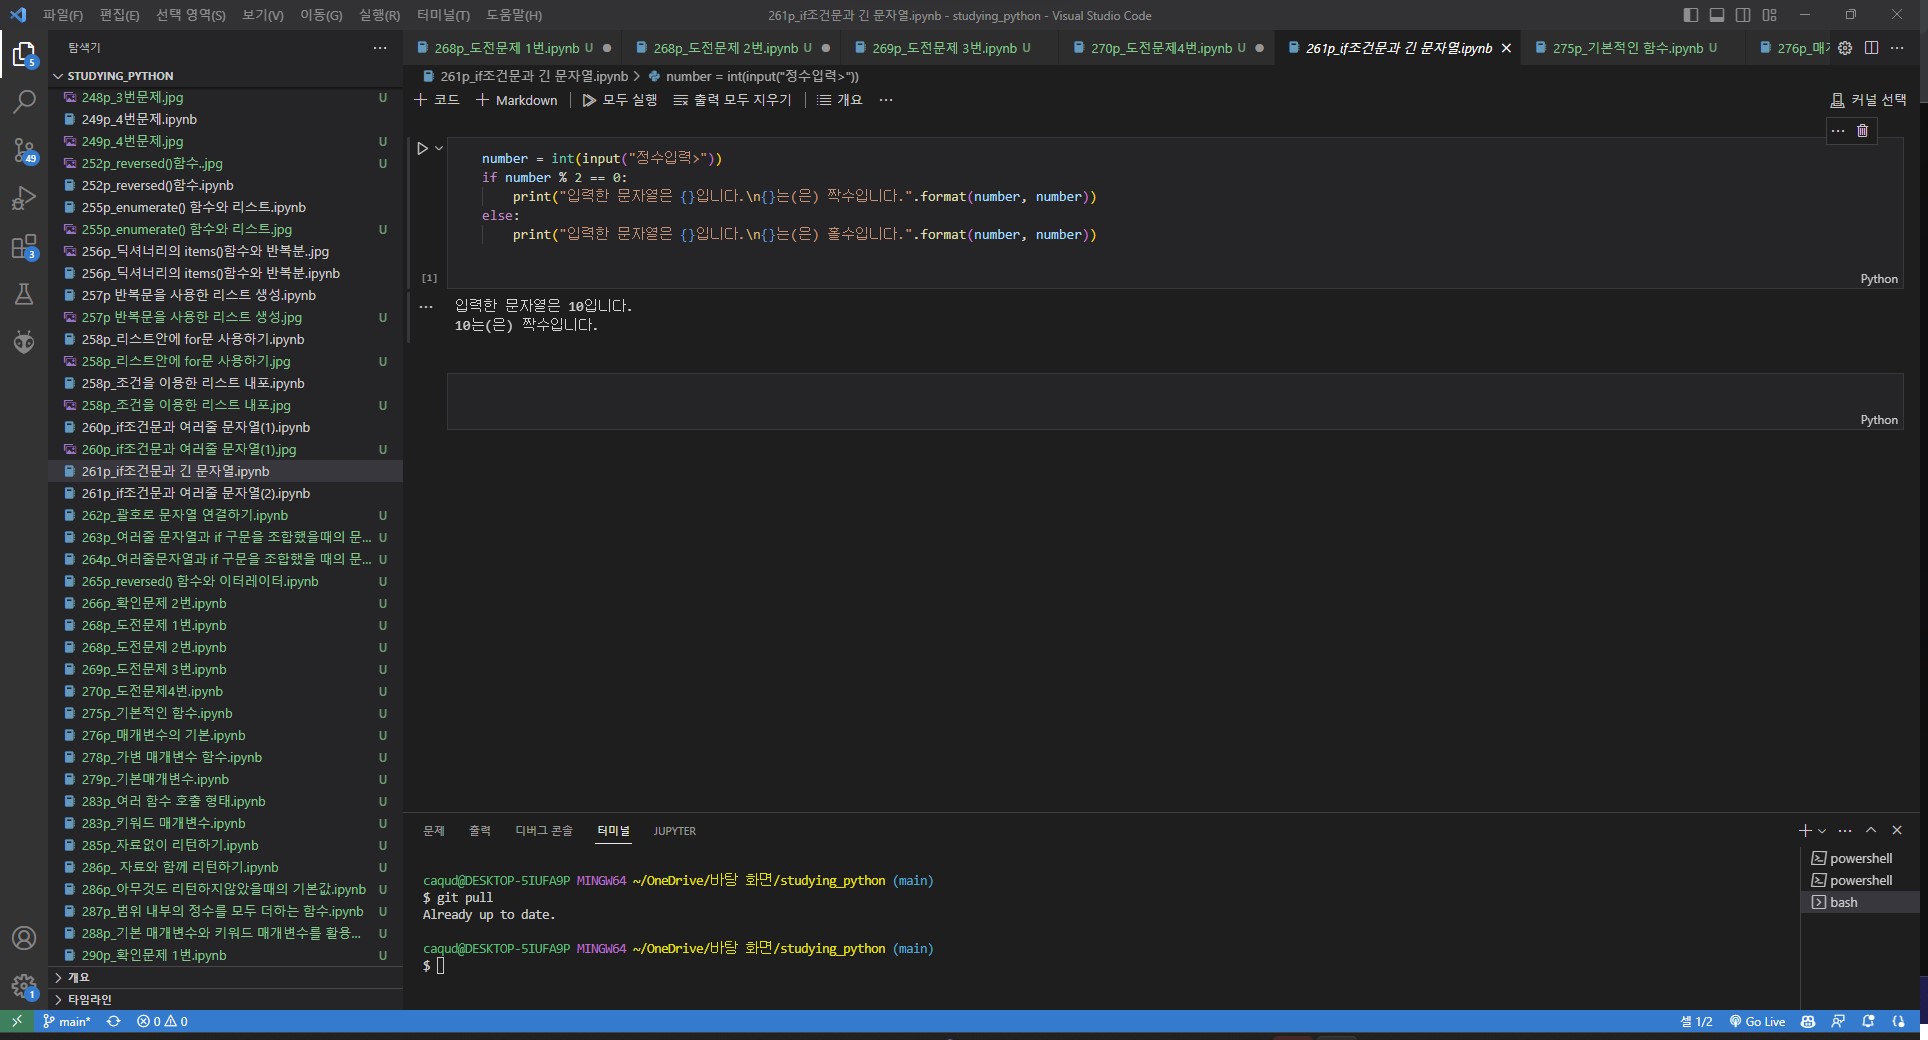 파일(F) 편집(E) 선택 영역(S) 보기(V) 이동(G) 실행(R) 터미널(T) 도움말(H)
261p_if조건문과 긴 문자열.ipynb - studying_python - Visual Studio Code
탐색기
STUDYING_PYTHON
248p_3번문제.jpg U
249p_4번문제.ipynb
249p_4번문제.jpg U
252p_reversed()함수..jpg U
252p_reversed()함수.ipynb
255p_enumerate() 함수와 리스트.ipynb
255p_enumerate() 함수와 리스트.jpg U
256p_딕셔너리의 items()함수와 반복분..jpg
256p_딕셔너리의 items()함수와 반복분.ipynb
257p 반복문을 사용한 리스트 생성.ipynb
257p 반복문을 사용한 리스트 생성.jpg U
258p_리스트안에 for문 사용하기.ipynb
258p_리스트안에 for문 사용하기.jpg U
258p_조건을 이용한 리스트 내포.ipynb
258p_조건을 이용한 리스트 내포.jpg U
260p_if조건문과 여러줄 문자열(1).ipynb
260p_if조건문과 여러줄 문자열(1).jpg U
261p_if조건문과 긴 문자열.ipynb
261p_if조건문과 여러줄 문자열(2).ipynb
262p_괄호로 문자열 연결하기.ipynb U
263p_여러줄 문자열과 if 구문을 조합했을때의 문... U
264p_여러줄문자열과 if 구문을 조합했을 때의 문... U
265p_reversed() 함수와 이터레이터.ipynb U
266p_확인문제 2번.ipynb U
268p_도전문제 1번.ipynb U
268p_도전문제 2번.ipynb U
269p_도전문제 3번.ipynb U
270p_도전문제4번.ipynb U
275p_기본적인 함수.ipynb U
276p_매개변수의 기본.ipynb U
278p_가변 매개변수 함수.ipynb U
279p_기본매개변수.ipynb U
283p_여러 함수 호출 형태.ipynb U
283p_키워드 매개변수.ipynb U
285p_자료없이 리턴하기.ipynb U
286p_ 자료와 함께 리턴하기.ipynb U
286p_아무것도 리턴하지않았을때의 기본값.ipynb U
287p_범위 내부의 정수를 모두 더하는 함수.ipynb U
288p_기본 매개변수와 키워드 매개변수를 활용... U
290p_확인문제 1번.ipynb U
개요
타임라인
268p_도전문제 1번.ipynb U 268p_도전문제 2번.ipynb U 269p_도전문제 3번.ipynb U 270p_도전문제4번.ipynb U 261p_if조건문과 긴 문자열.ipynb 275p_기본적인 함수.ipynb U 276p_매
261p_if조건문과 긴 문자열.ipynb > number = int(input("정수입력>"))
+ 코드 + Markdown 모두 실행 출력 모두 지우기 개요 ... 커널 선택
number = int(input("정수입력>"))
if number % 2 == 0:
print("입력한 문자열은 {}입니다.\n{}는(은) 짝수입니다.".format(number, number))
else:
print("입력한 문자열은 {}입니다.\n{}는(은) 홀수입니다.".format(number, number))
[1]
Python
입력한 문자열은 10입니다.
10는(은) 짝수입니다.
Python
문제 출력 디버그 콘솔 터미널 JUPYTER
caqud@DESKTOP-5IUFA9P MINGW64 ~/OneDrive/바탕 화면/studying_python (main)
$ git pull
Already up to date.
caqud@DESKTOP-5IUFA9P MINGW64 ~/OneDrive/바탕 화면/studying_python (main)
$
powershell
powershell
bash
5
49
3
1
main* 0 0 셀 1/2 Go Live